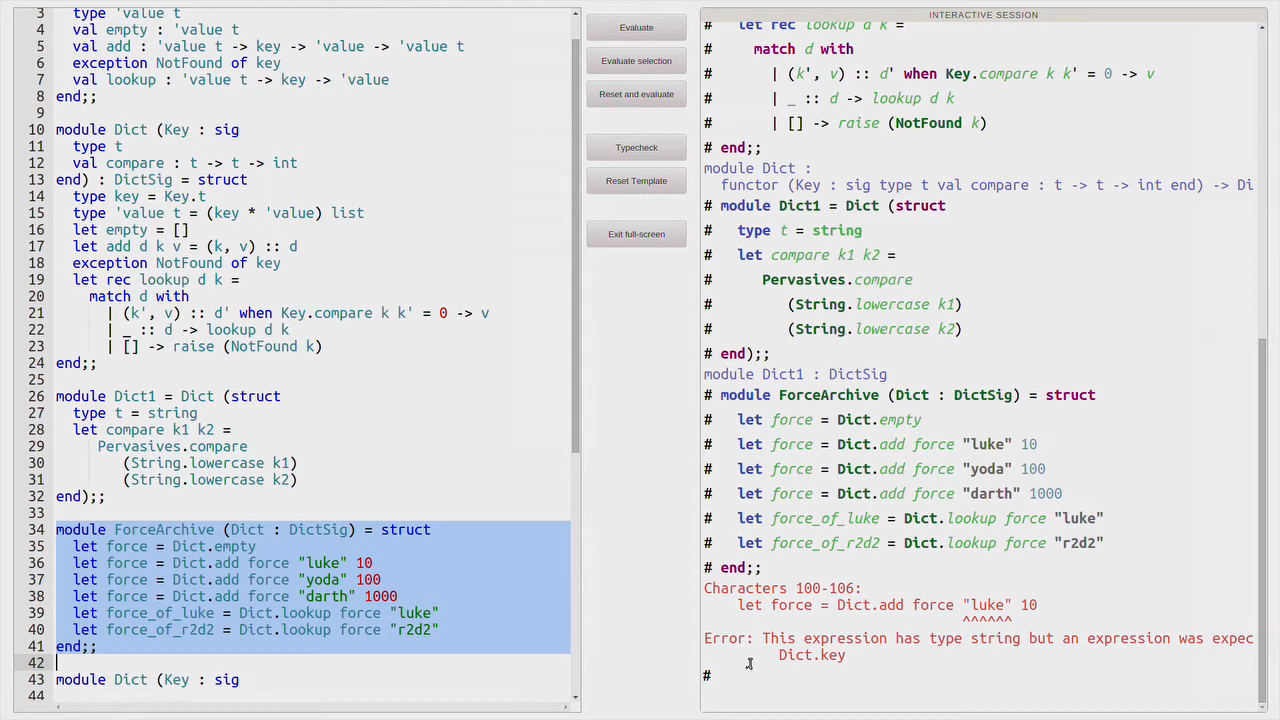 3 type 'value t
4 val empty : 'value t
5 val add : 'value t -> key -> 'value -> 'value t
6 exception NotFound of key
7 val lookup : 'value t -> key -> 'value
8 end;;
9
10 module Dict (Key : sig
11 type t
12 val compare : t -> t -> int
13 end) : DictSig = struct
14 type key = Key.t
15 type 'value t = (key * 'value) list
16 let empty = []
17 let add d k v = (k, v) :: d
18 exception NotFound of key
19 let rec lookup d k =
20 match d with
21 | (k', v) :: d' when Key.compare k k' = 0 -> v
22 | _ :: d -> lookup d k
23 | [] -> raise (NotFound k)
24 end;;
25
26 module Dict1 = Dict (struct
27 type t = string
28 let compare k1 k2 =
29 Pervasives.compare
30 (String.lowercase k1)
31 (String.lowercase k2)
32 end);;
33
34 module ForceArchive (Dict : DictSig) = struct
35 let force = Dict.empty
36 let force = Dict.add force "luke" 10
37 let force = Dict.add force "yoda" 100
38 let force = Dict.add force "darth" 1000
39 let force_of_luke = Dict.lookup force "luke"
40 let force_of_r2d2 = Dict.lookup force "r2d2"
41 end;;
42
43 module Dict (Key : sig
44
Evaluate
Evaluate selection
Reset and evaluate
Typecheck
Reset Template
Exit full-screen
INTERACTIVE SESSION
# let rec lookup d k =
# match d with
# | (k', v) :: d' when Key.compare k k' = 0 -> v
# | _ :: d -> lookup d k
# | [] -> raise (NotFound k)
# end;;
module Dict :
functor (Key : sig type t val compare : t -> t -> int end) -> Di
# module Dict1 = Dict (struct
# type t = string
# let compare k1 k2 =
# Pervasives.compare
# (String.lowercase k1)
# (String.lowercase k2)
# end);;
module Dict1 : DictSig
# module ForceArchive (Dict : DictSig) = struct
# let force = Dict.empty
# let force = Dict.add force "luke" 10
# let force = Dict.add force "yoda" 100
# let force = Dict.add force "darth" 1000
# let force_of_luke = Dict.lookup force "luke"
# let force_of_r2d2 = Dict.lookup force "r2d2"
# end;;
Characters 100-106:
let force = Dict.add force "luke" 10
^^^^^^
Error: This expression has type string but an expression was expec
Dict.key
#